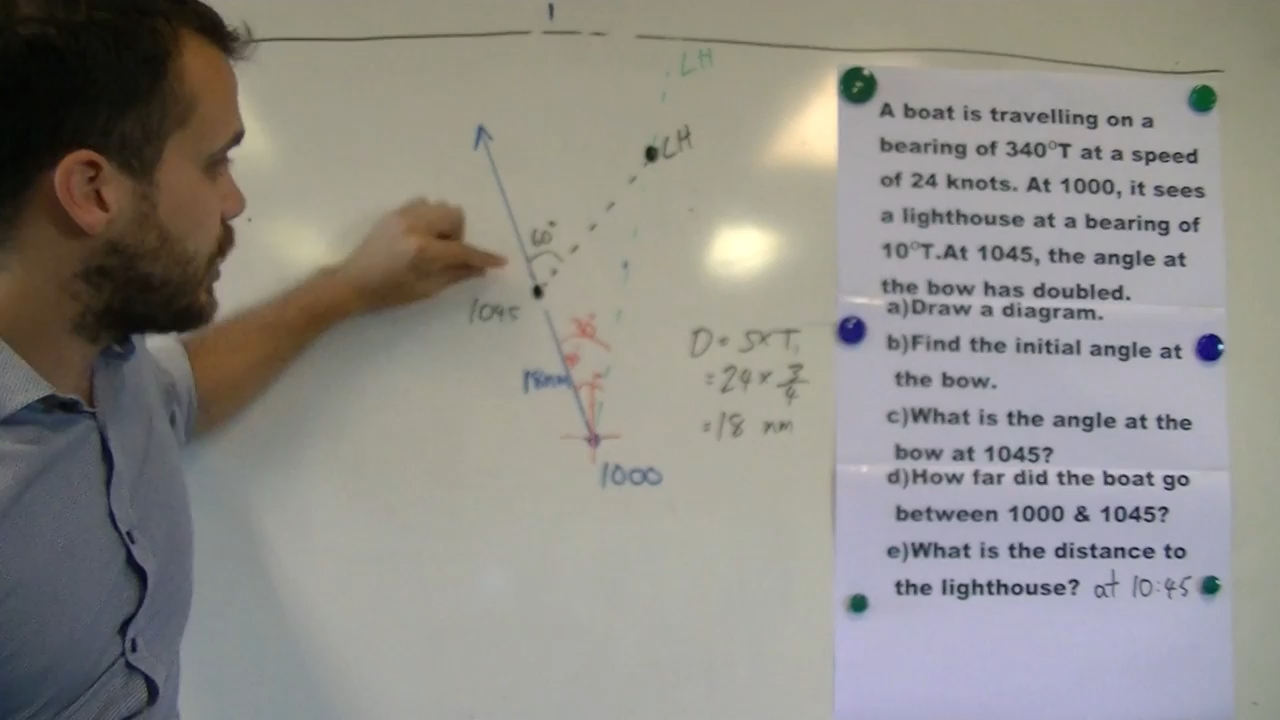 LH
LH
60°
1045
30°
18nm
1000
D = S×T
= 24 × 3/4
= 18 nm
A boat is travelling on a
bearing of 340°T at a speed
of 24 knots. At 1000, it sees
a lighthouse at a bearing of
10°T.At 1045, the angle at
the bow has doubled.
a)Draw a diagram.
b)Find the initial angle at
the bow.
c)What is the angle at the
bow at 1045?
d)How far did the boat go
between 1000 & 1045?
e)What is the distance to
the lighthouse? at 10:45